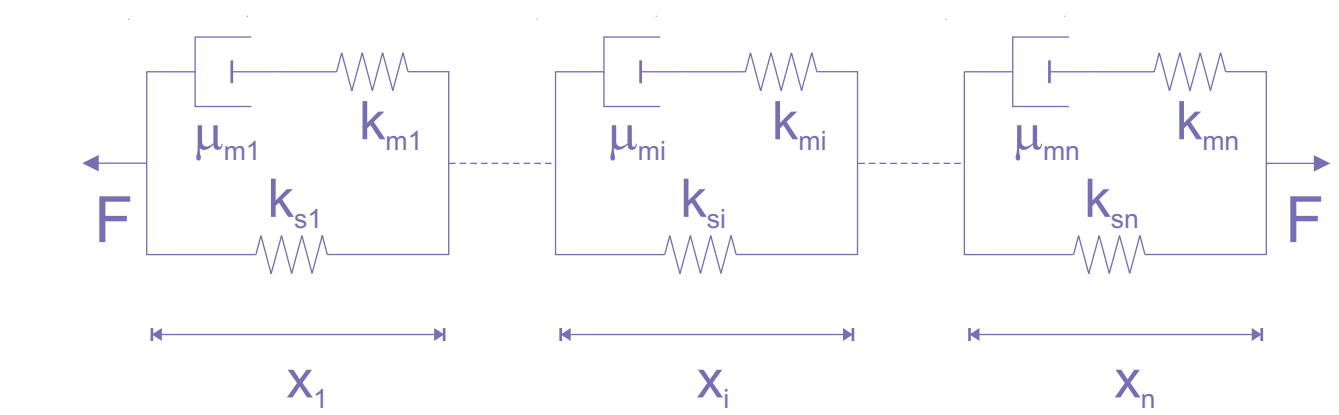 μm1 km1 μmi kmi μmn kmn
F ks1 ksi ksn F
x1 xi xn